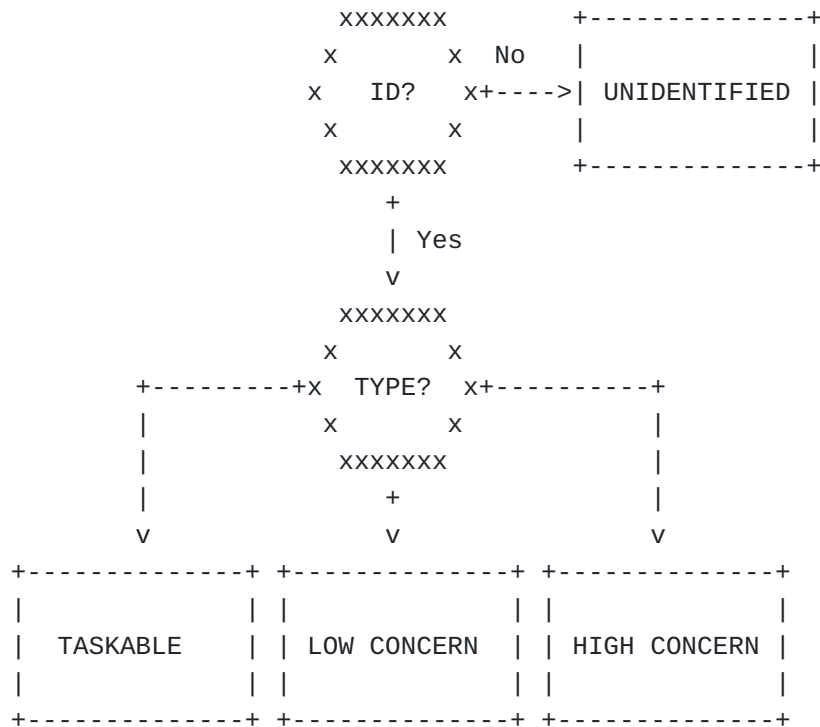 No
ID?
UNIDENTIFIED
Yes
TYPE?
TASKABLE
LOW CONCERN
HIGH CONCERN